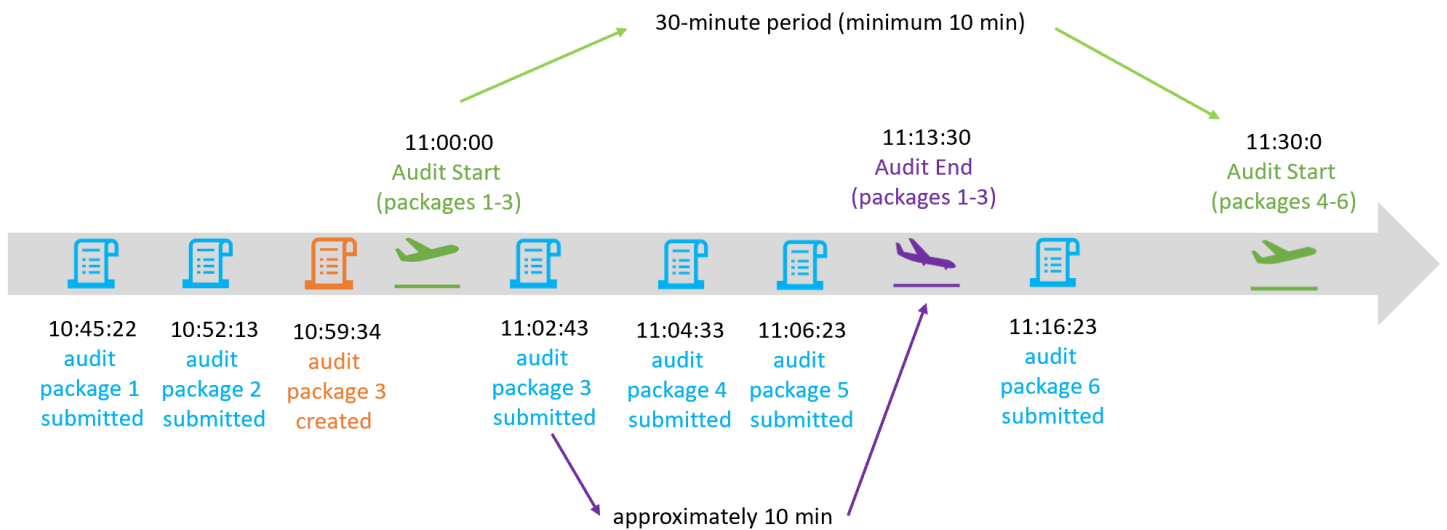 30-minute period (minimum 10 min)
11:00:00
Audit Start
(packages 1-3)
11:13:30
Audit End
(packages 1-3)
11:30:0
Audit Start
(packages 4-6)
10:45:22
audit
package 1
submitted
10:52:13
audit
package 2
submitted
10:59:34
audit
package 3
created
11:02:43
audit
package 3
submitted
11:04:33
audit
package 4
submitted
11:06:23
audit
package 5
submitted
11:16:23
audit
package 6
submitted
approximately 10 min